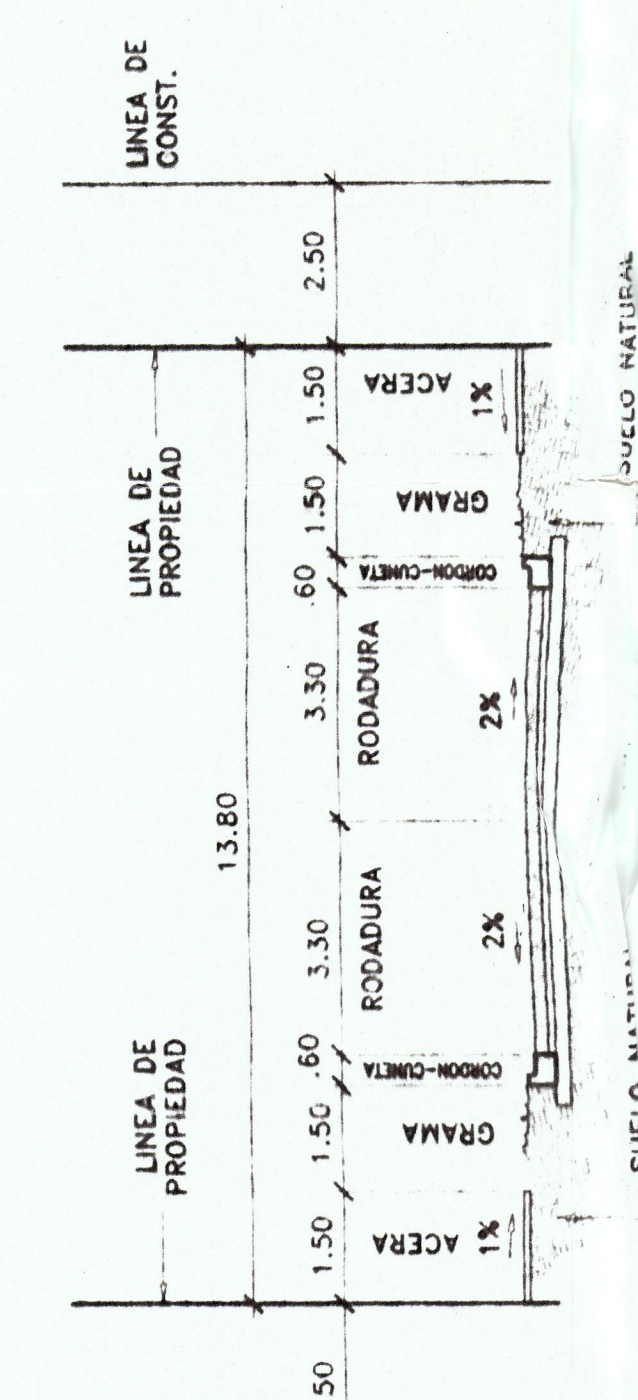 LINEA DE
CONST.
LINEA DE
PROPIEDAD
LINEA DE
PROPIEDAD
13.80
2.50
1.50
1.50
.60
3.30
3.30
.60
1.50
1.50
50
ACERA
GRAMA
CORDON-CUNETA
RODADURA
RODADURA
CORDON-CUNETA
GRAMA
ACERA
1%
2%
2%
1%
SUELO NATURAL
SUELO NATURAL